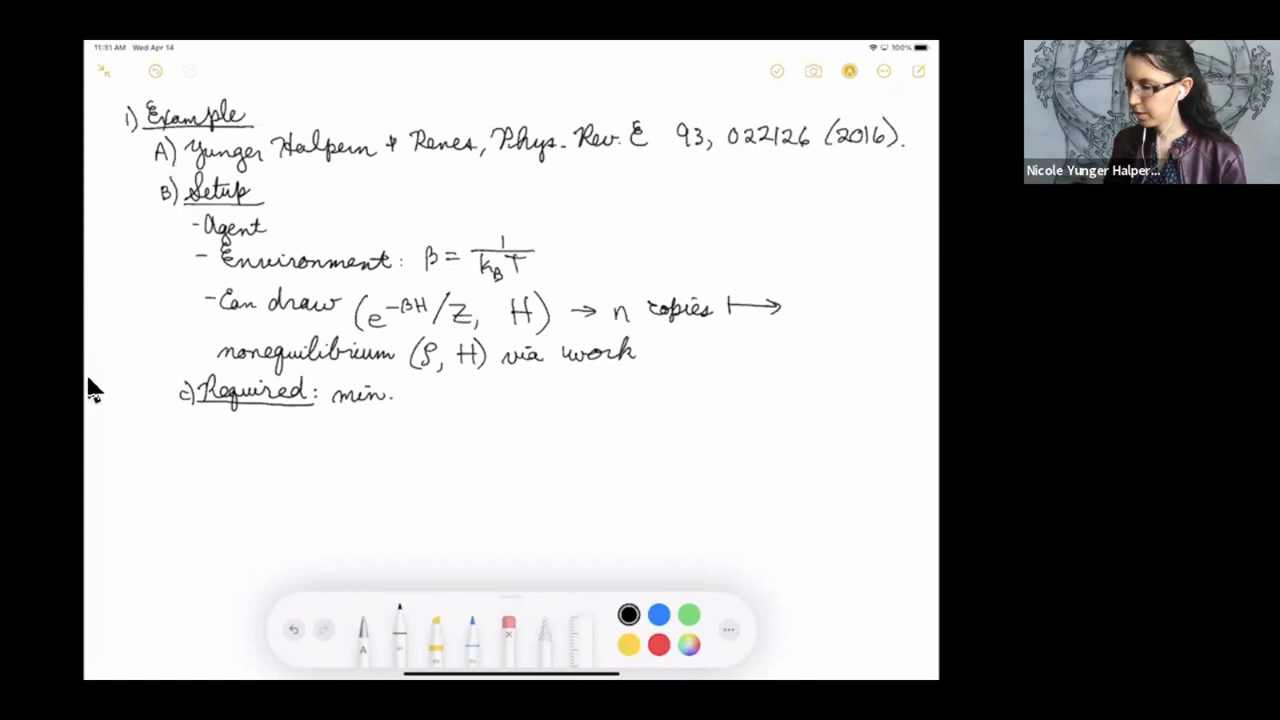 11:31 AM Wed Apr 14
100%
1) Example
A) Yunger Halpern + Renes, Phys. Rev. E 93, 022126 (2016).
B) Setup
- Agent
- Environment: β = 1/(k_B T)
- Can draw (e^{-βH}/Z, H) → n copies ↦
nonequilibrium (ρ, H) via work
C) Required: min.
Nicole Yunger Halper...
A